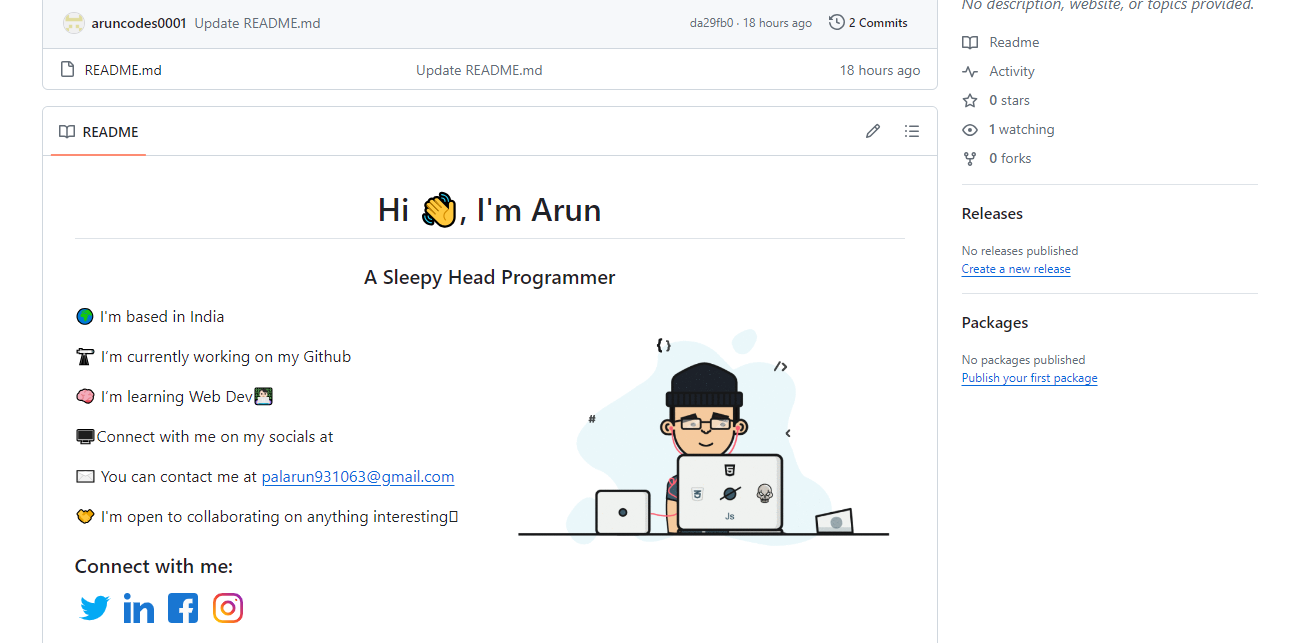 No description, website, or topics provided.
aruncodes0001 Update README.md da29fb0 · 18 hours ago 2 Commits
README.md Update README.md 18 hours ago
Readme
Activity
0 stars
1 watching
0 forks
README
Hi 👋, I'm Arun
A Sleepy Head Programmer
🌍 I'm based in India
I’m currently working on my Github
🧠 I’m learning Web Dev
🖥️Connect with me on my socials at
✉️ You can contact me at palarun931063@gmail.com
🤝 I'm open to collaborating on anything interesting
{}
/>
#
<
Js
Connect with me:
in
f
Releases
No releases published
Create a new release
Packages
No packages published
Publish your first package